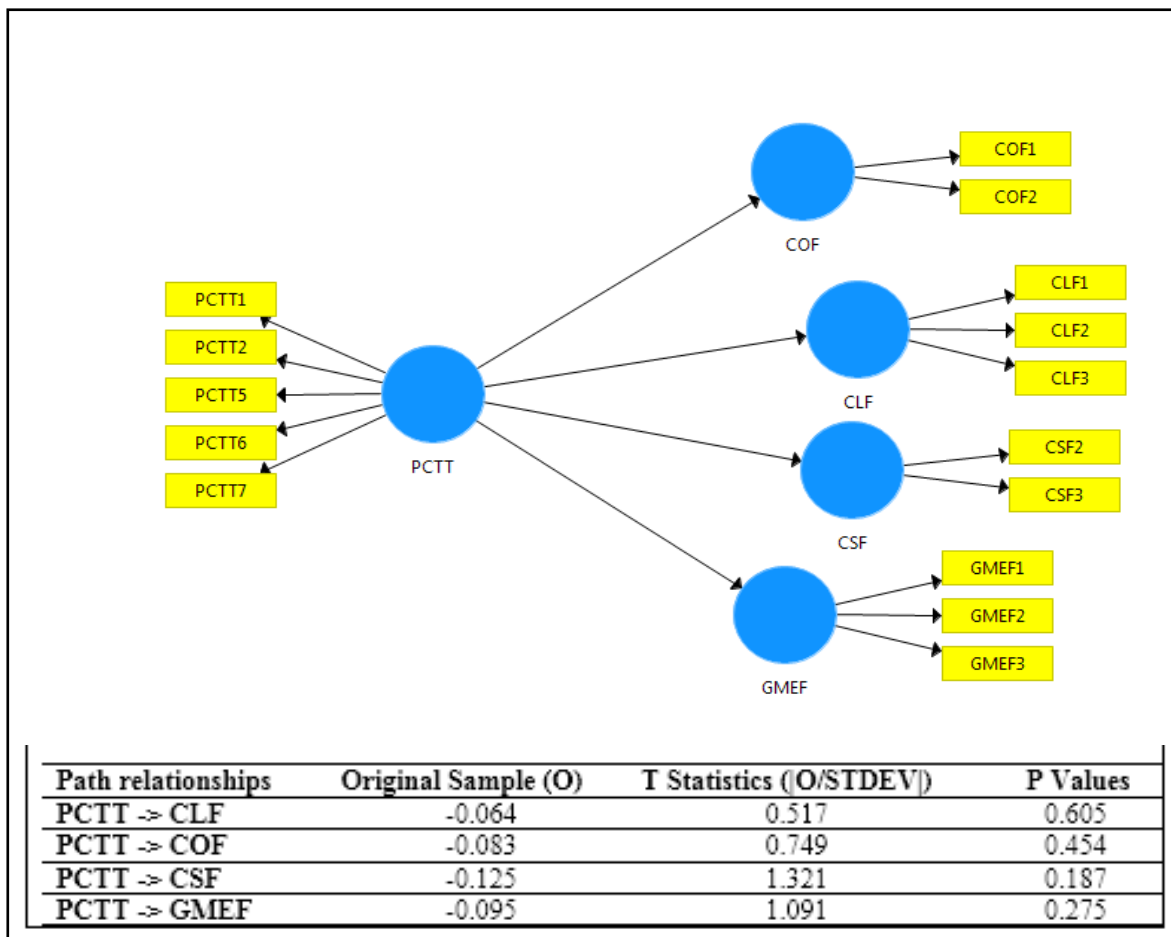 COF1
COF2
COF
PCTT1
PCTT2
PCTT5
PCTT6
PCTT7
PCTT
CLF1
CLF2
CLF3
CLF
CSF2
CSF3
CSF
GMEF1
GMEF2
GMEF3
GMEF
Path relationships Original Sample (O) T Statistics (|O/STDEV|) P Values
PCTT -> CLF -0.064 0.517 0.605
PCTT -> COF -0.083 0.749 0.454
PCTT -> CSF -0.125 1.321 0.187
PCTT -> GMEF -0.095 1.091 0.275